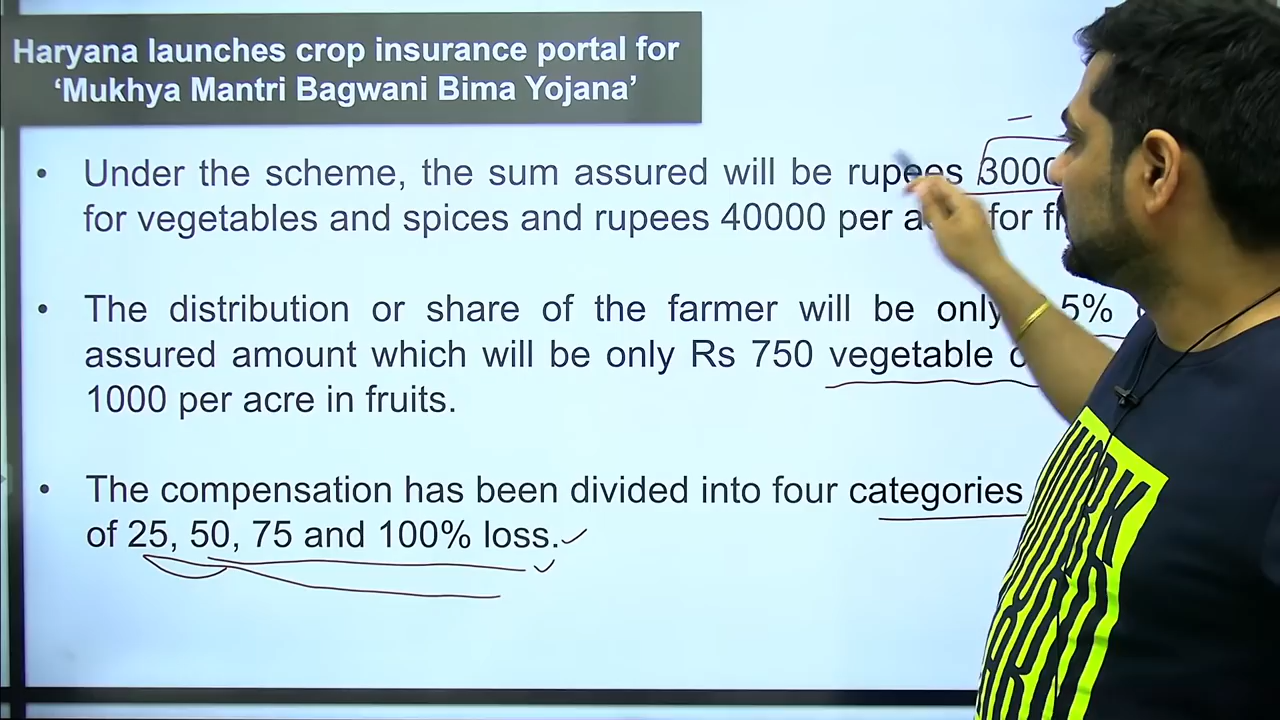 Haryana launches crop insurance portal for
‘Mukhya Mantri Bagwani Bima Yojana’
• Under the scheme, the sum assured will be rupees
for vegetables and spices and rupees 40000 per for
• The distribution or share of the farmer will be only
assured amount which will be only Rs 750 vegetable
1000 per acre in fruits.
• The compensation has been divided into four categories
of 25, 50, 75 and 100% loss.